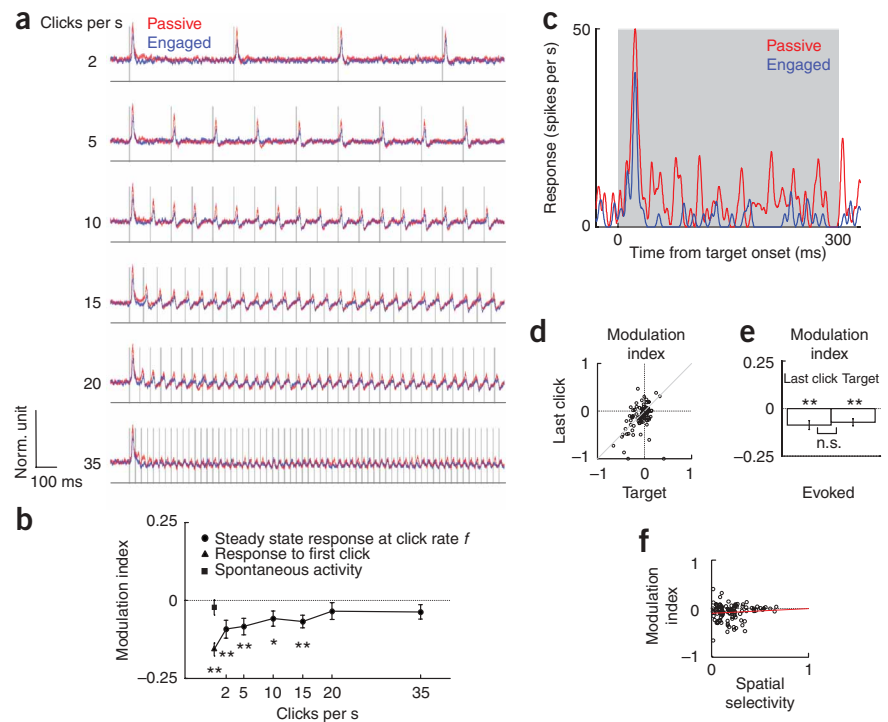 a
Clicks per s
Passive
Engaged
2
5
10
15
20
35
Norm. unit
100 ms
b
0.25
0
−0.25
Modulation index
Steady state response at click rate f
Response to first click
Spontaneous activity
**
**
**
*
**
2 5 10 15 20 35
Clicks per s
c
50
0
Response (spikes per s)
Passive
Engaged
0 300
Time from target onset (ms)
d
Modulation
index
1
0
−1
Last click
−1 0 1
Target
e
Modulation
index
0.25
Last click Target
** **
0
n.s.
−0.25
Evoked
f
1
0
−1
Modulation
index
0 1
Spatial
selectivity